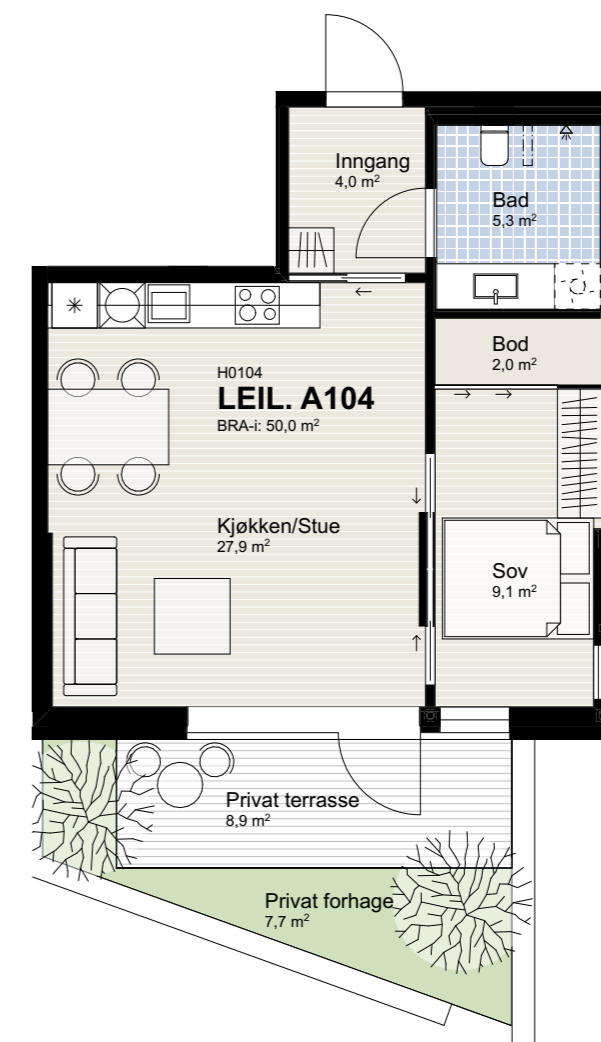 Inngang
4,0 m²
Bad
5,3 m²
Bod
2,0 m²
H0104
LEIL. A104
BRA-i: 50,0 m²
Kjøkken/Stue
27,9 m²
Sov
9,1 m²
Privat terrasse
8,9 m²
Privat forhage
7,7 m²